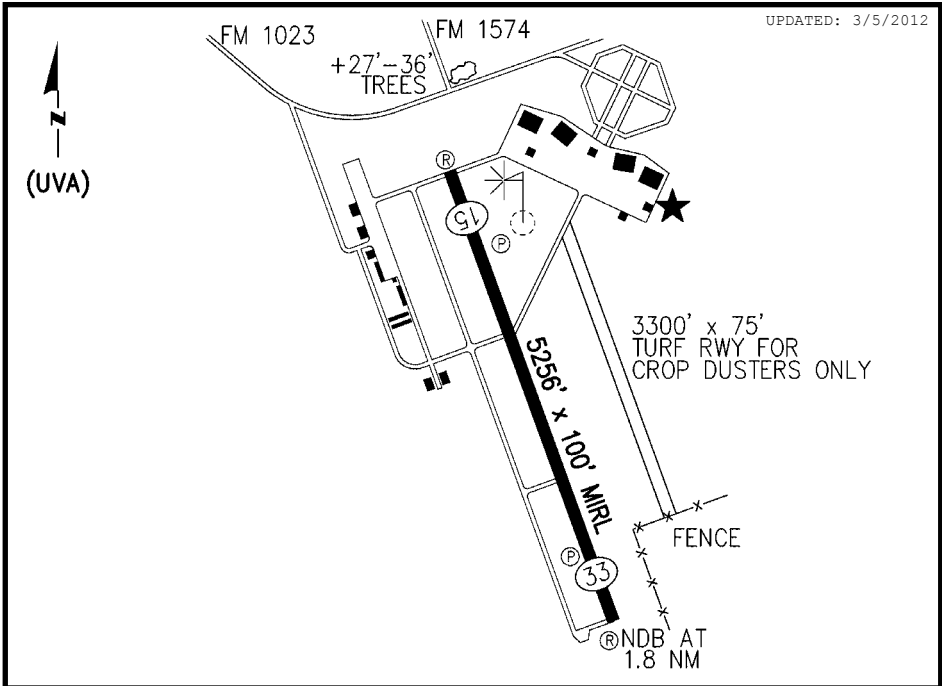 UPDATED: 3/5/2012
FM 1023
FM 1574
+27'-36'
TREES
N
(UVA)
R
15
P
3300' x 75'
TURF RWY FOR
CROP DUSTERS ONLY
5256' x 100' MIRL
FENCE
P
33
R NDB AT
1.8 NM